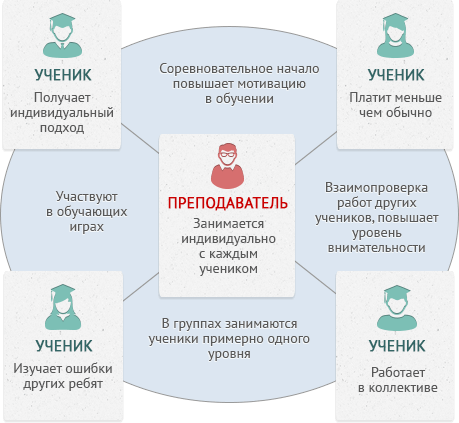 УЧЕНИК
Получает
индивидуальный
подход
Соревновательное начало
повышает мотивацию
в обучении
УЧЕНИК
Платит меньше
чем обычно
Участвуют
в обучающих
играх
ПРЕПОДАВАТЕЛЬ
Занимается
индивидуально
с каждым
учеником
Взаимопроверка
работ других
учеников, повышает
уровень
внимательности
УЧЕНИК
Изучает ошибки
других ребят
В группах занимаются
ученики примерно одного
уровня
УЧЕНИК
Работает
в коллективе